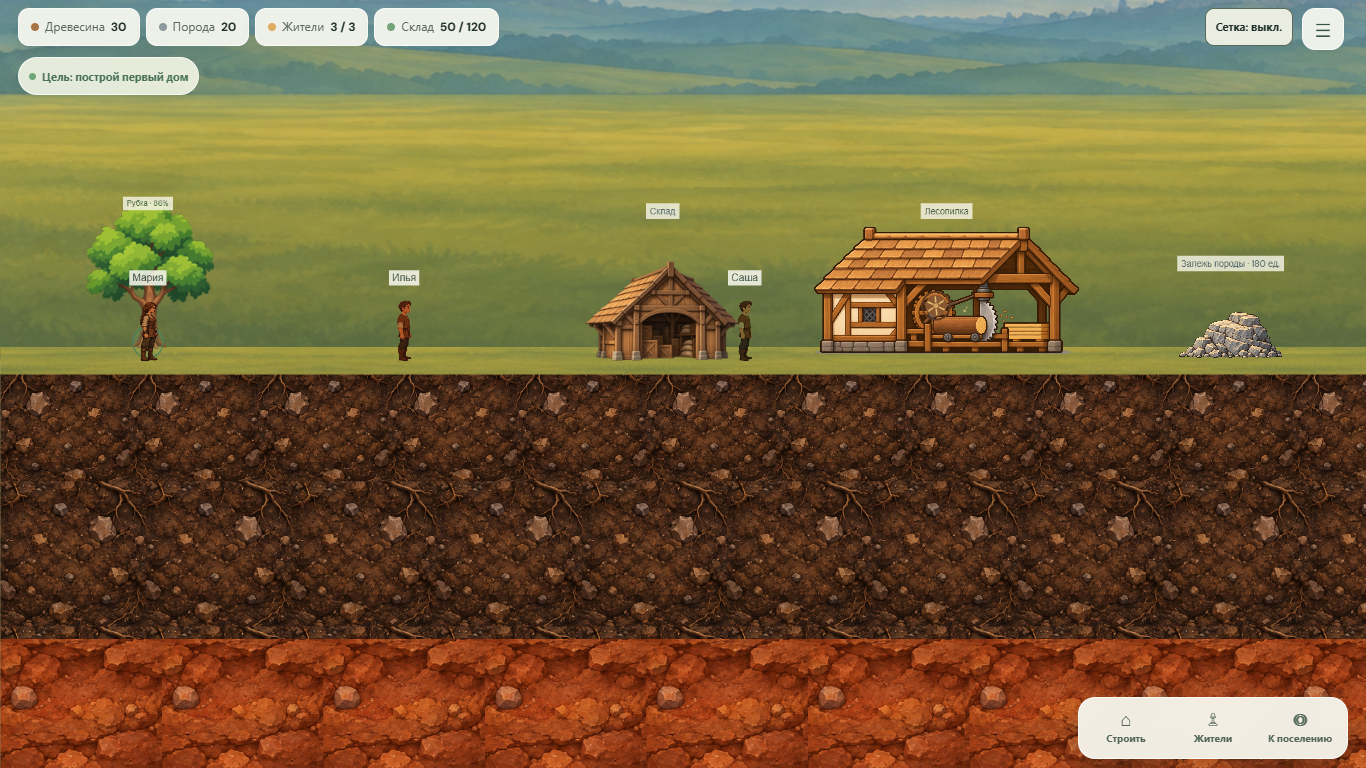 Древесина 30
Порода 20
Жители 3 / 3
Склад 50 / 120
Сетка: выкл.
Цель: построй первый дом
Рубка · 86%
Склад
Лесопилка
Залежь породы · 180 ед.
Мария
Илья
Саша
Строить
Жители
К поселению